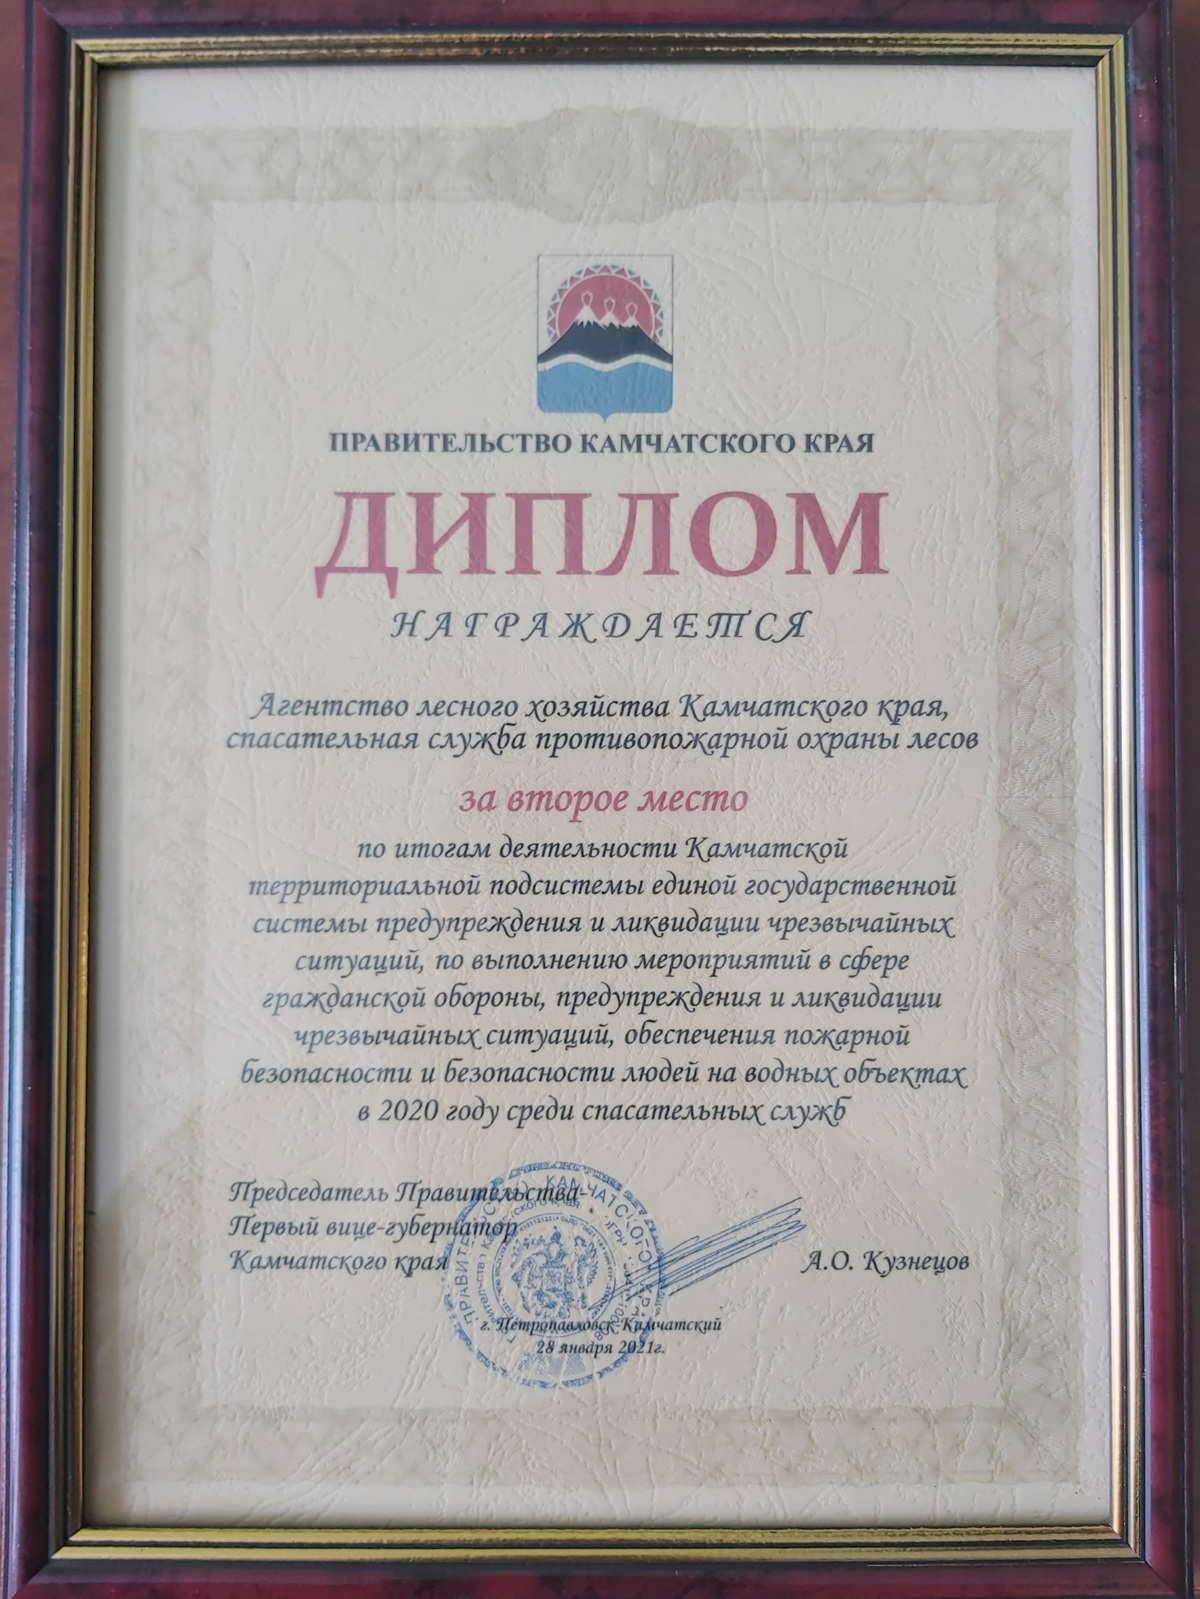 ПРАВИТЕЛЬСТВО КАМЧАТСКОГО КРАЯ
ДИПЛОМ
НАГРАЖДАЕТСЯ
Агентство лесного хозяйства Камчатского края,
спасательная служба противопожарной охраны лесов
за второе место
по итогам деятельности Камчатской
территориальной подсистемы единой государственной
системы предупреждения и ликвидации чрезвычайных
ситуаций, по выполнению мероприятий в сфере
гражданской обороны, предупреждения и ликвидации
чрезвычайных ситуаций, обеспечения пожарной
безопасности и безопасности людей на водных объектах
в 2020 году среди спасательных служб
Председатель Правительства-
Первый вице-губернатор
Камчатского края
А.О. Кузнецов
ПРАВИТЕЛЬСТВО КАМЧАТСКОГО КРАЯ
г. Петропавловск-Камчатский
28 января 2021г.